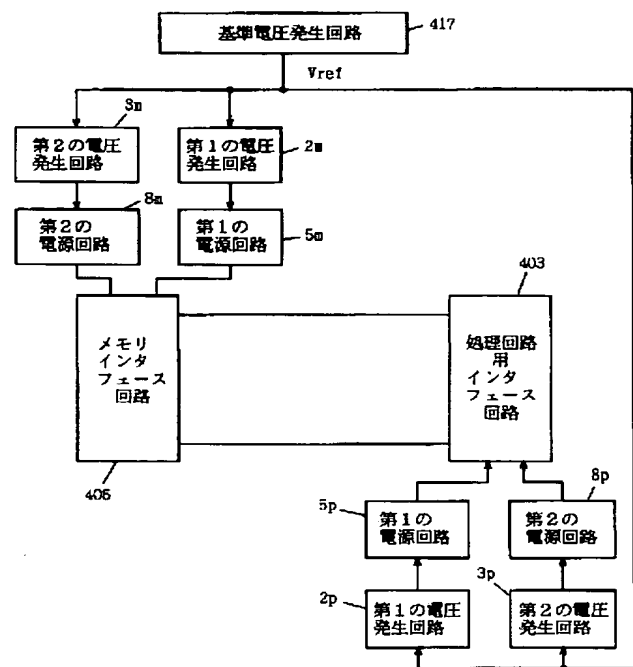 基準電圧発生回路
417
Vref
3m
第2の電圧
発生回路
第1の電圧
発生回路
2m
8m
第2の
電源回路
第1の
電源回路
5m
403
メモリ
インタ
フェース
回路
処理回路
用
インタ
フェース
回路
405
5p
第1の
電源回路
8p
第2の
電源回路
2p
第1の電圧
発生回路
3p
第2の電圧
発生回路